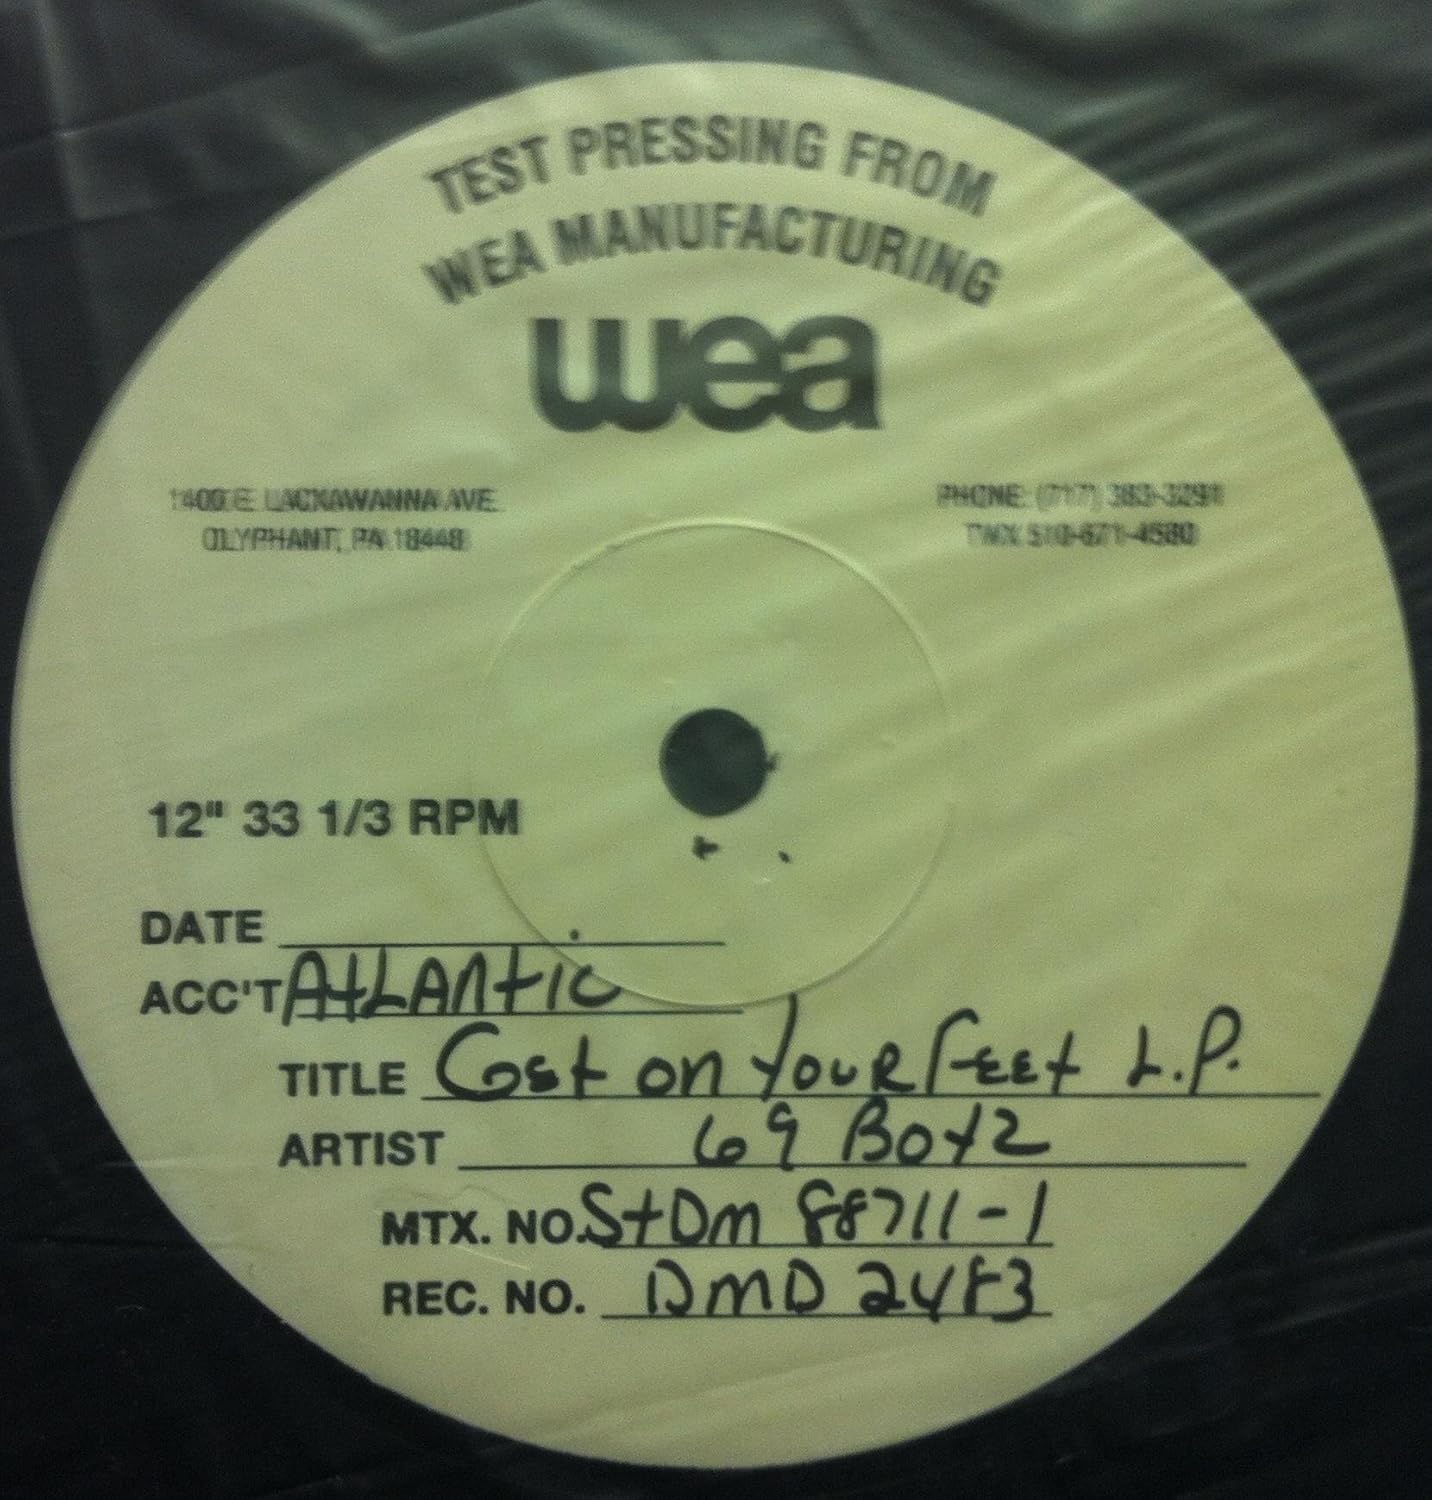 TEST PRESSING FROM
WEA MANUFACTURING
wea
1400 E. LACKAWANNA AVE.
OLYPHANT, PA 18448
PHONE: (717) 383-3291
TWX 510-671-4580
12" 33 1/3 RPM
DATE
ACC'T AtLAntic
TITLE Get on YouR FeEt L.P.
ARTIST 69 Boyz
MTX. NO. StDm 88711-1
REC. NO. DMD 2483